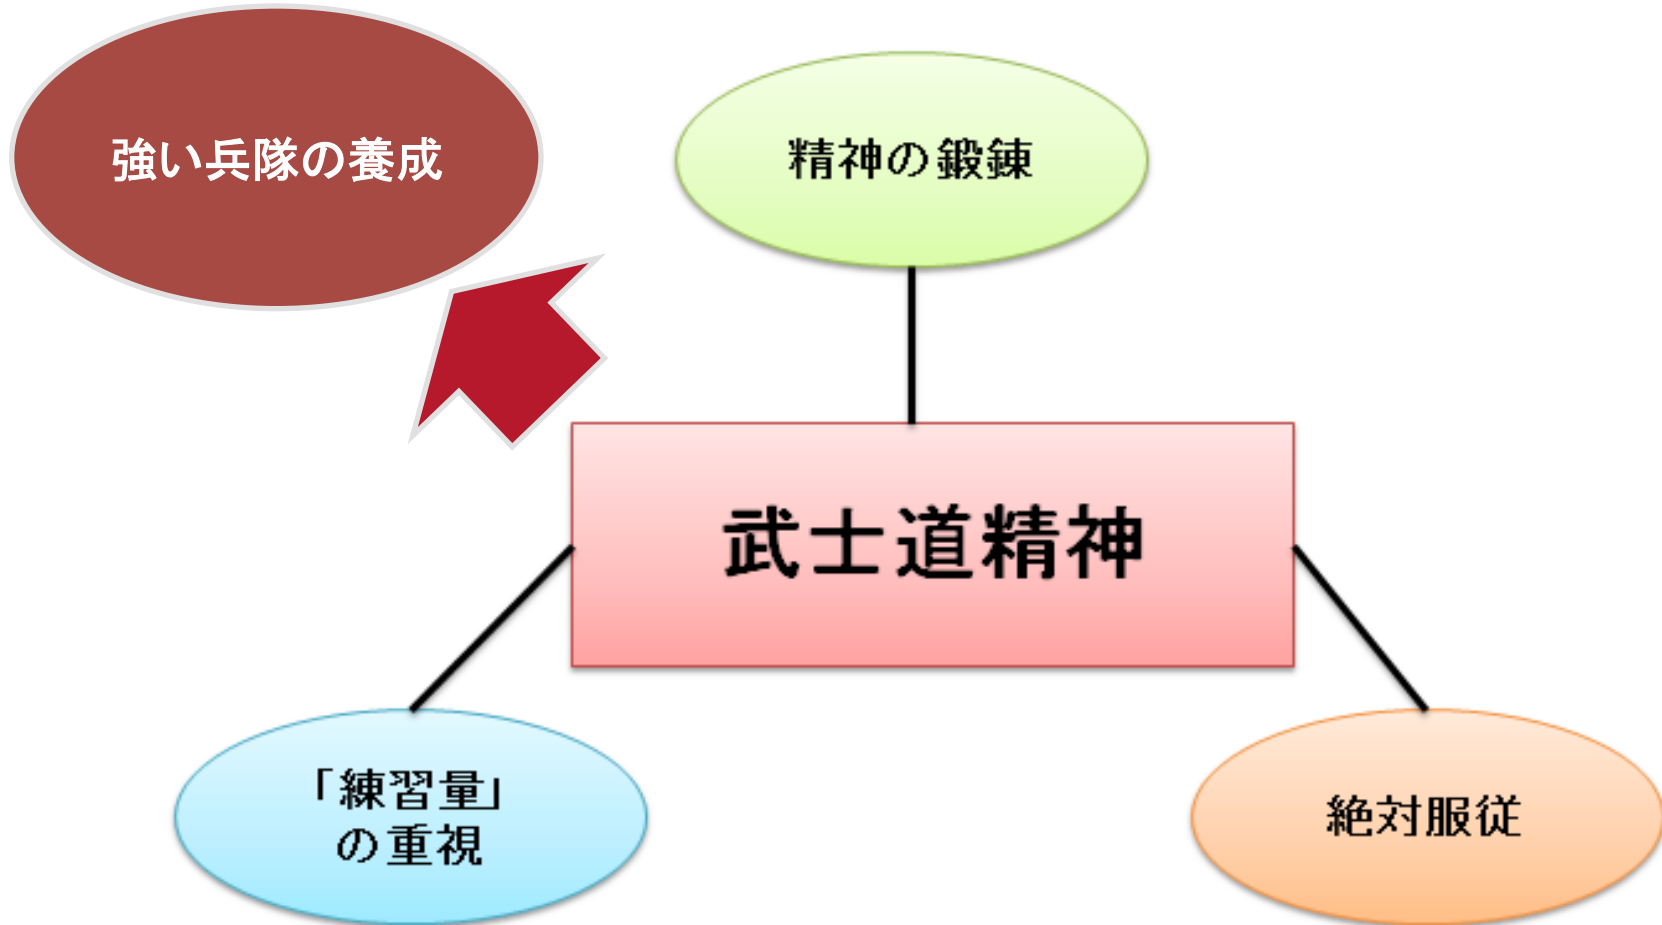 強い兵隊の養成
精神の鍛錬
武士道精神
「練習量」
の重視
絶対服従